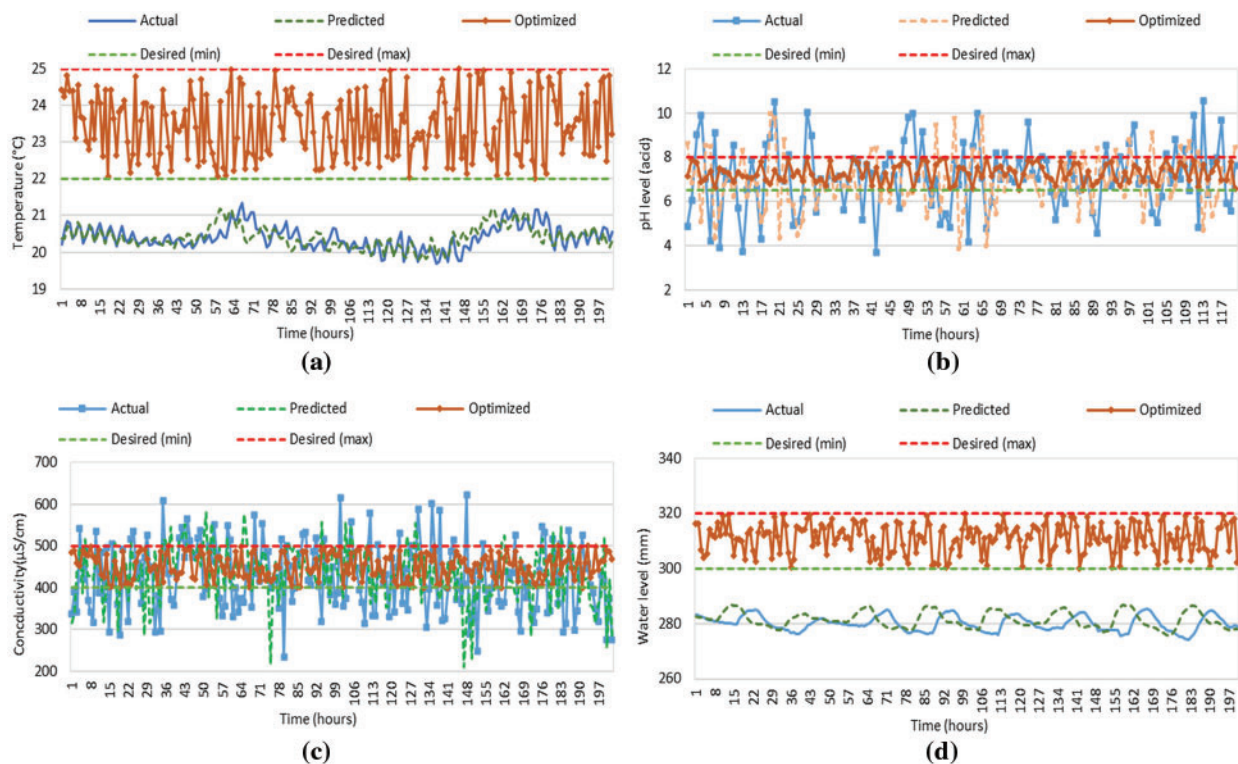 Actual Predicted Optimized
Desired (min) Desired (max)
25
24
23
22
21
20
19
Temperature (°C)
1 8 15 22 29 36 43 50 57 64 71 78 85 92 99 106 113 120 127 134 141 148 155 162 169 176 183 190 197
Time (hours)
(a)
Actual Predicted Optimized
Desired (min) Desired (max)
12
10
8
6
4
2
pH level (acid)
1 5 9 13 17 21 25 29 33 37 41 45 49 53 57 61 65 69 73 77 81 85 89 93 97 101 105 109 113 117
Time (hours)
(b)
Actual Predicted Optimized
Desired (min) Desired (max)
700
600
500
400
300
200
Concductivity(µS/cm)
1 8 15 22 29 36 43 50 57 64 71 78 85 92 99 106 113 120 127 134 141 148 155 162 169 176 183 190 197
Time (hours)
(c)
Actual Predicted Optimized
Desired (min) Desired (max)
340
320
300
280
260
Water level (mm)
1 8 15 22 29 36 43 50 57 64 71 78 85 92 99 106 113 120 127 134 141 148 155 162 169 176 183 190 197
Time (hours)
(d)